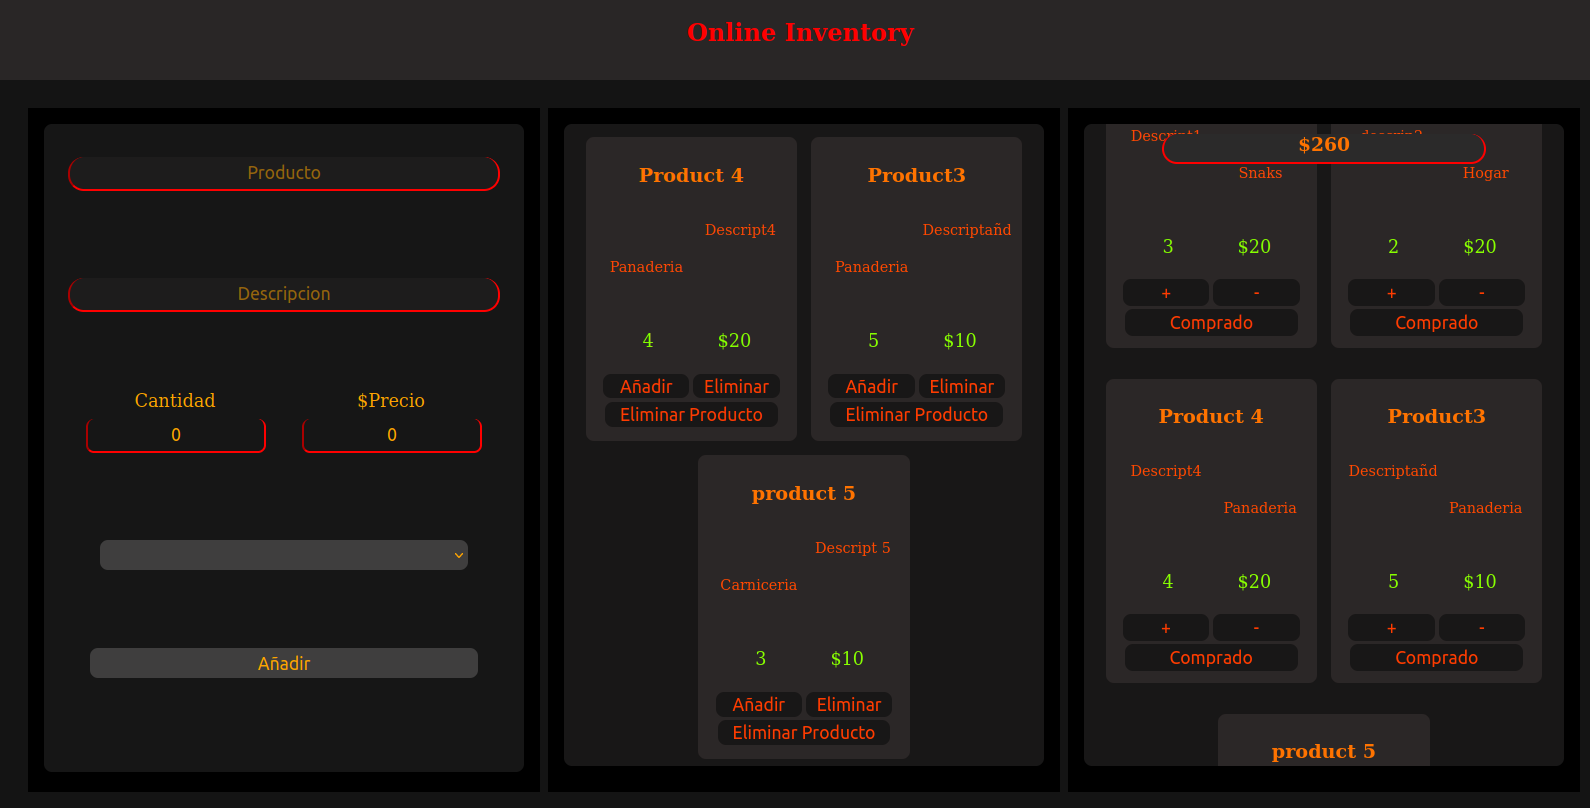 Online Inventory
Producto
Descripcion
Cantidad $Precio
0 0
Añadir
Product 4
Descript4
Panaderia
4 $20
Añadir Eliminar
Eliminar Producto
Product3
Descriptañd
Panaderia
5 $10
Añadir Eliminar
Eliminar Producto
product 5
Descript 5
Carniceria
3 $10
Añadir Eliminar
Eliminar Producto
$260
Descript1
Snaks
3 $20
+ -
Comprado
descrip2
Hogar
2 $20
+ -
Comprado
Product 4
Descript4
Panaderia
4 $20
+ -
Comprado
Product3
Descriptañd
Panaderia
5 $10
+ -
Comprado
product 5